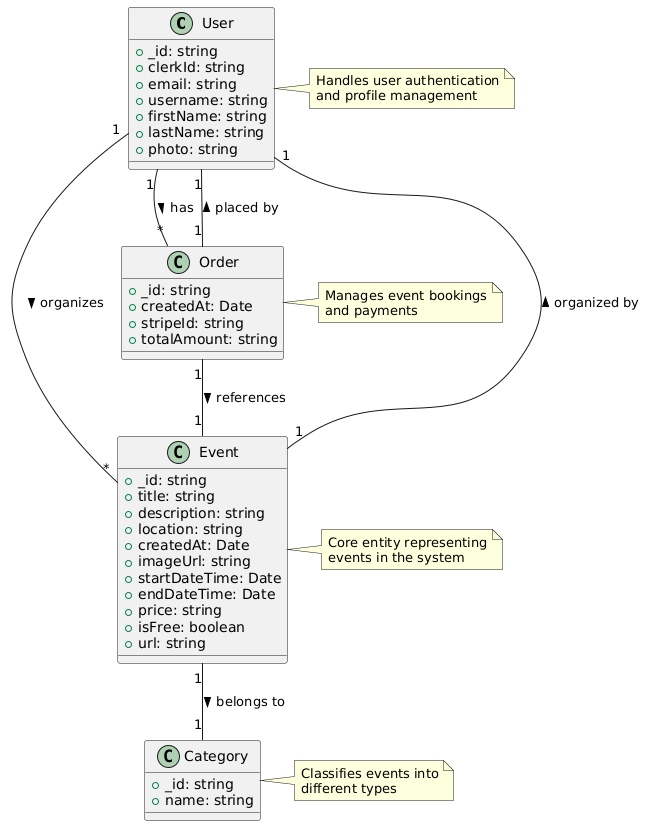 C User
_id: string
clerkId: string
email: string
username: string
firstName: string
lastName: string
photo: string
Handles user authentication
and profile management
1
1
1
1
has
placed by
*
1
C Order
_id: string
createdAt: Date
stripeId: string
totalAmount: string
Manages event bookings
and payments
organizes
organized by
1
references
1
1
*
C Event
_id: string
title: string
description: string
location: string
createdAt: Date
imageUrl: string
startDateTime: Date
endDateTime: Date
price: string
isFree: boolean
url: string
Core entity representing
events in the system
1
belongs to
1
C Category
_id: string
name: string
Classifies events into
different types